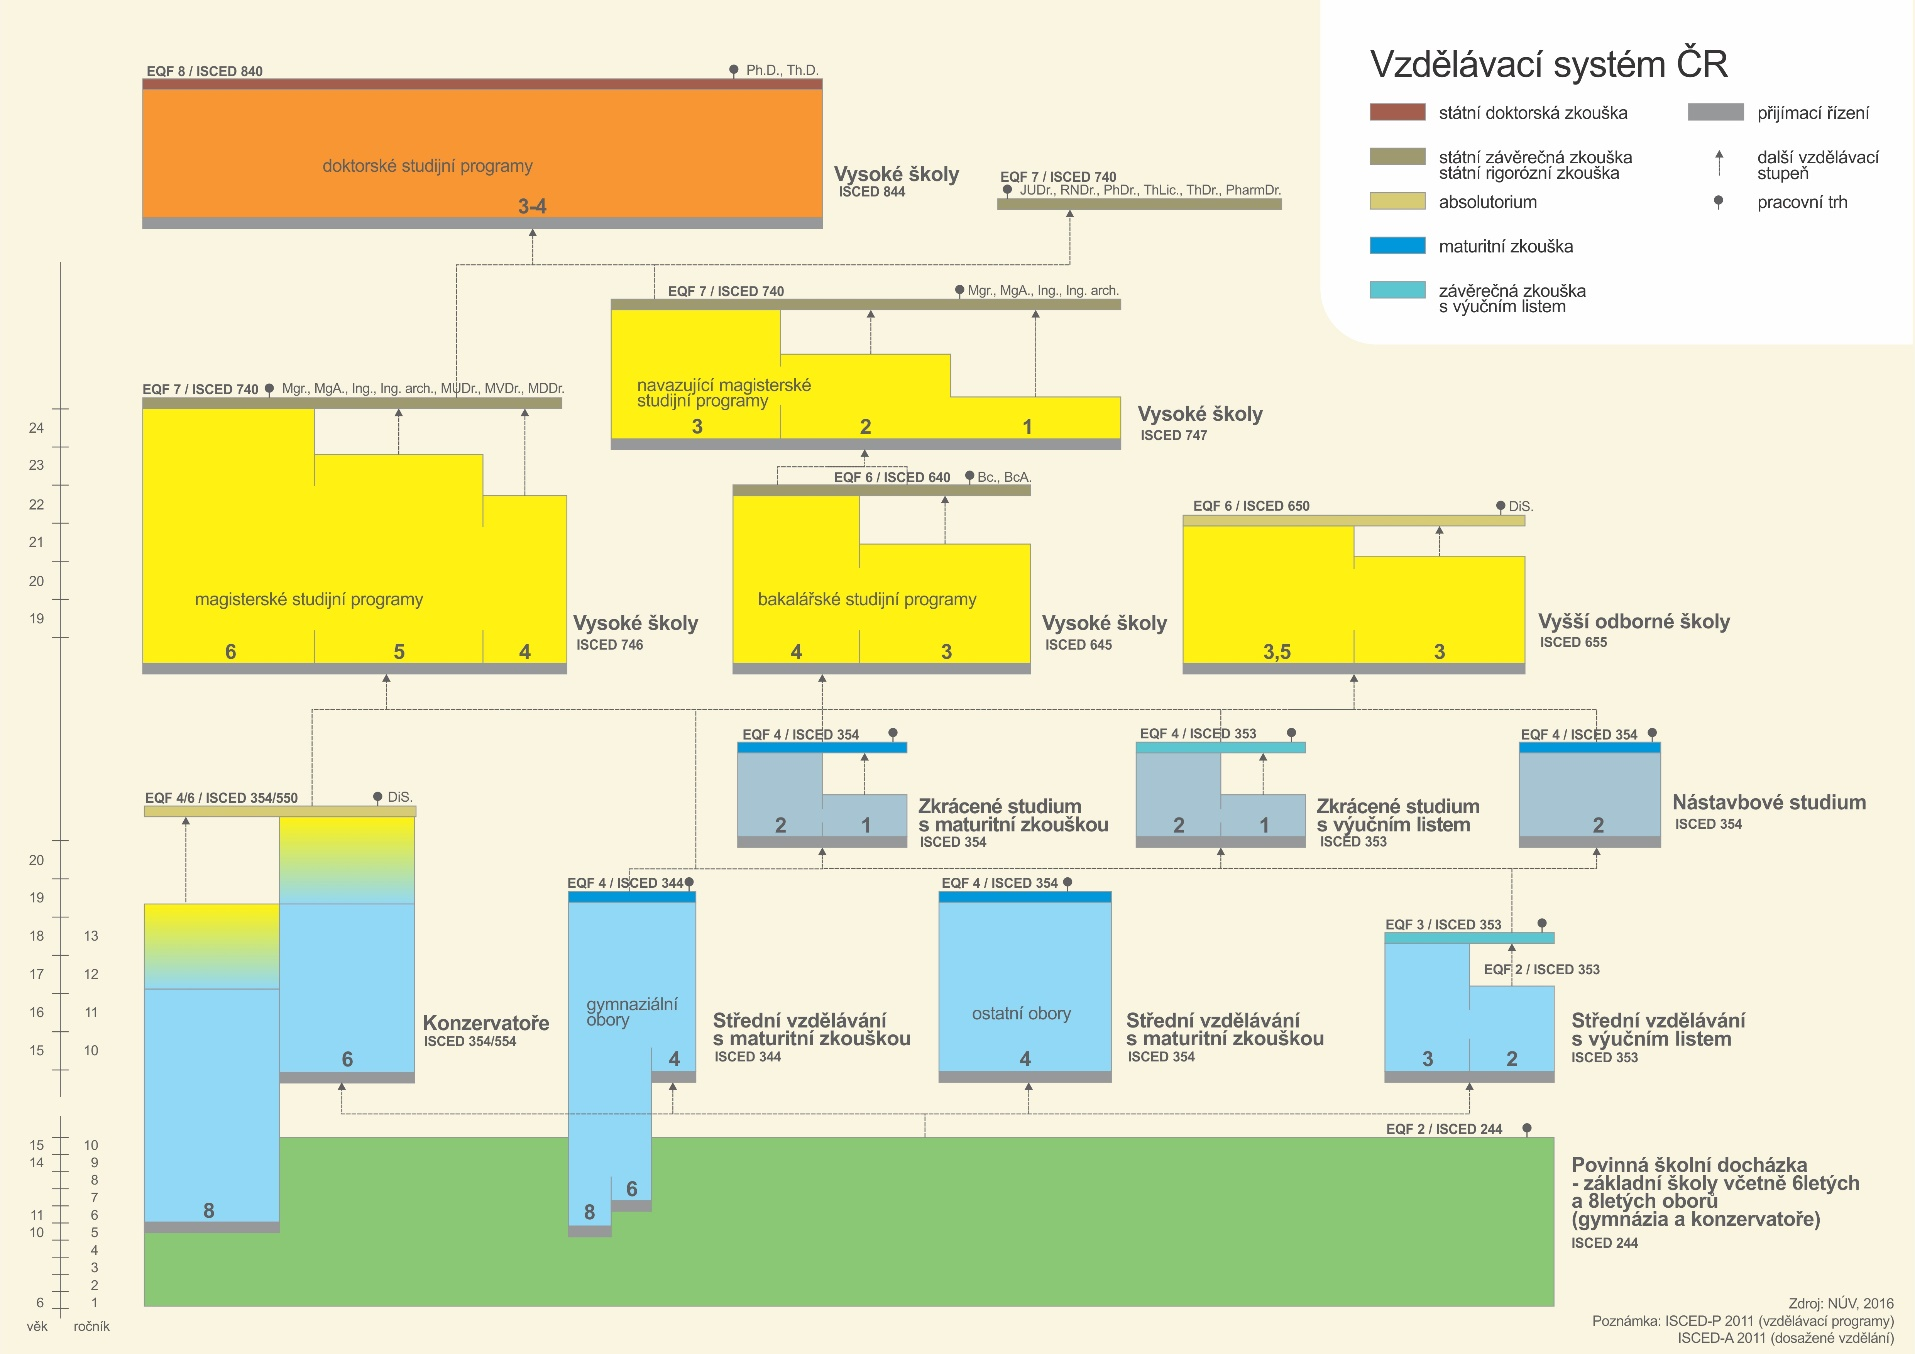 Vzdělávací systém ČR
státní doktorská zkouška
státní závěrečná zkouška
státní rigorózní zkouška
absolutorium
maturitní zkouška
závěrečná zkouška
s výučním listem
přijímací řízení
další vzdělávací
stupeň
pracovní trh
EQF 8 / ISCED 840
Ph.D., Th.D.
doktorské studijní programy
3-4
Vysoké školy
ISCED 844
EQF 7 / ISCED 740
JUDr., RNDr., PhDr., ThLic., ThDr., PharmDr.
EQF 7 / ISCED 740
Mgr., MgA., Ing., Ing. arch.
navazující magisterské
studijní programy
3
2
1
Vysoké školy
ISCED 747
EQF 7 / ISCED 740
Mgr., MgA., Ing., Ing. arch., MUDr., MVDr., MDDr.
magisterské studijní programy
6
5
4
Vysoké školy
ISCED 746
EQF 6 / ISCED 640
Bc., BcA.
bakalářské studijní programy
4
3
Vysoké školy
ISCED 645
EQF 6 / ISCED 650
DiS.
3,5
3
Vyšší odborné školy
ISCED 655
24
23
22
21
20
19
EQF 4 / ISCED 354
2
1
Zkrácené studium
s maturitní zkouškou
ISCED 354
EQF 4 / ISCED 353
2
1
Zkrácené studium
s výučním listem
ISCED 353
EQF 4 / ISCED 354
2
Nástavbové studium
ISCED 354
EQF 4/6 / ISCED 354/550
DiS.
6
8
Konzervatoře
ISCED 354/554
EQF 4 / ISCED 344
gymnaziální
obory
4
6
8
Střední vzdělávání
s maturitní zkouškou
ISCED 344
EQF 4 / ISCED 354
ostatní obory
4
Střední vzdělávání
s maturitní zkouškou
ISCED 354
EQF 3 / ISCED 353
EQF 2 / ISCED 353
3
2
Střední vzdělávání
s výučním listem
ISCED 353
20
19
18 13
17 12
16 11
15 10
EQF 2 / ISCED 244
Povinná školní docházka
- základní školy včetně 6letých
a 8letých oborů
(gymnázia a konzervatoře)
ISCED 244
15 10
14 9
8
7
11 6
10 5
4
3
2
6 1
věk ročník
Zdroj: NÚV, 2016
Poznámka: ISCED-P 2011 (vzdělávací programy)
ISCED-A 2011 (dosažené vzdělání)